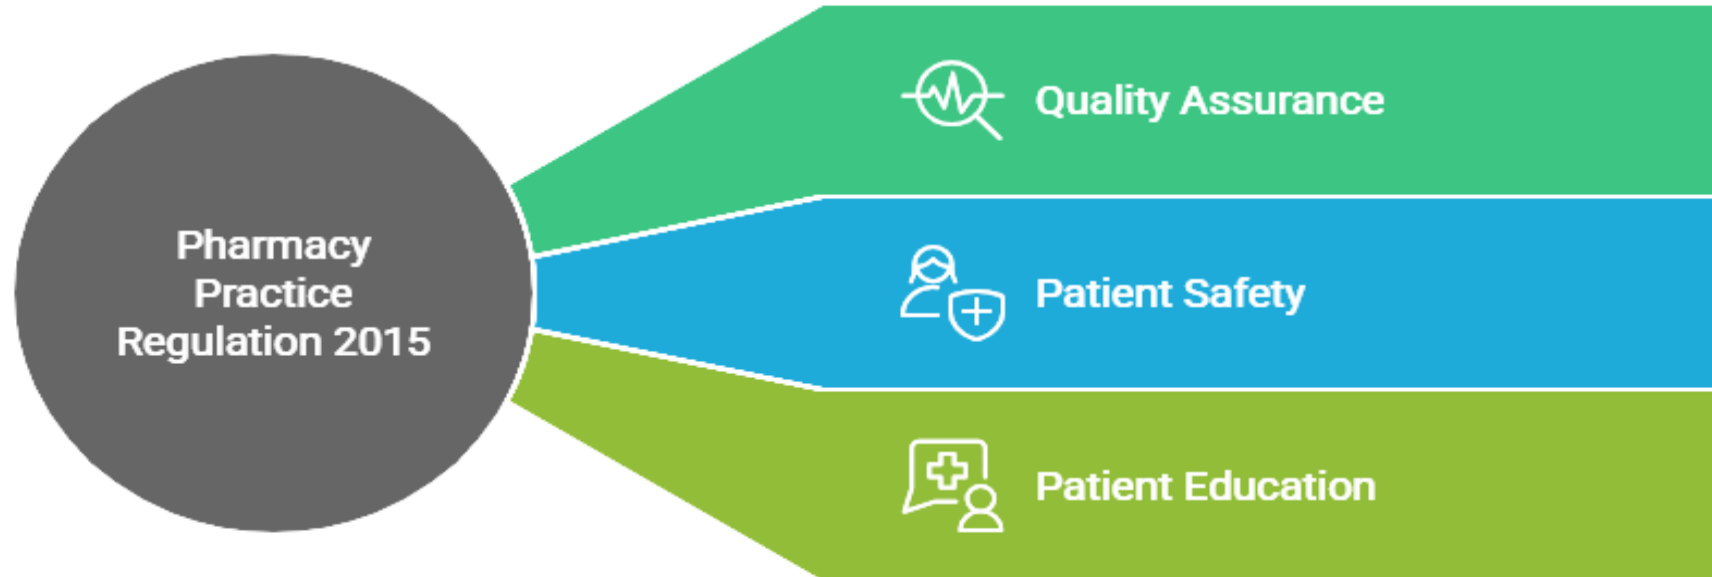 Pharmacy
Practice
Regulation 2015
Quality Assurance
Patient Safety
Patient Education